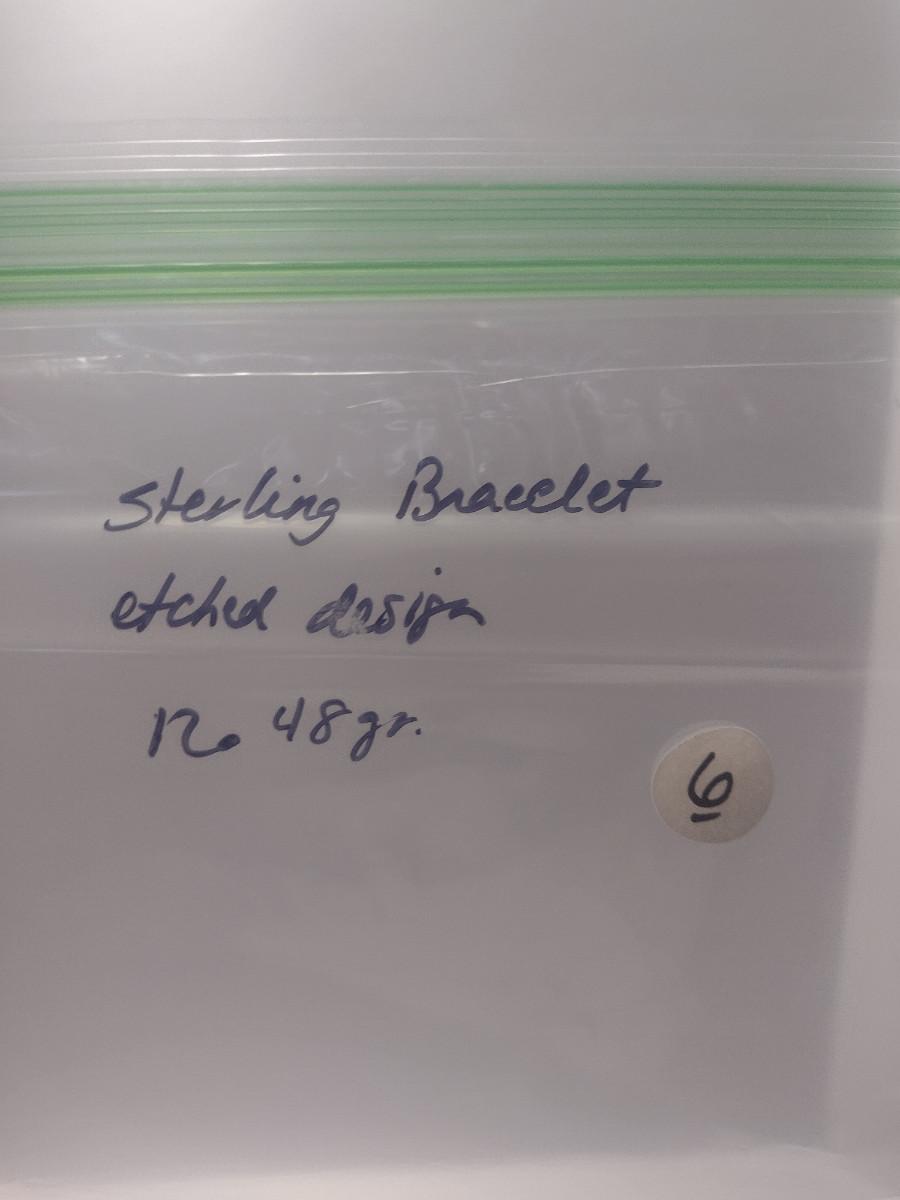 Sterling Bracelet
etched design
12.48gr.
6